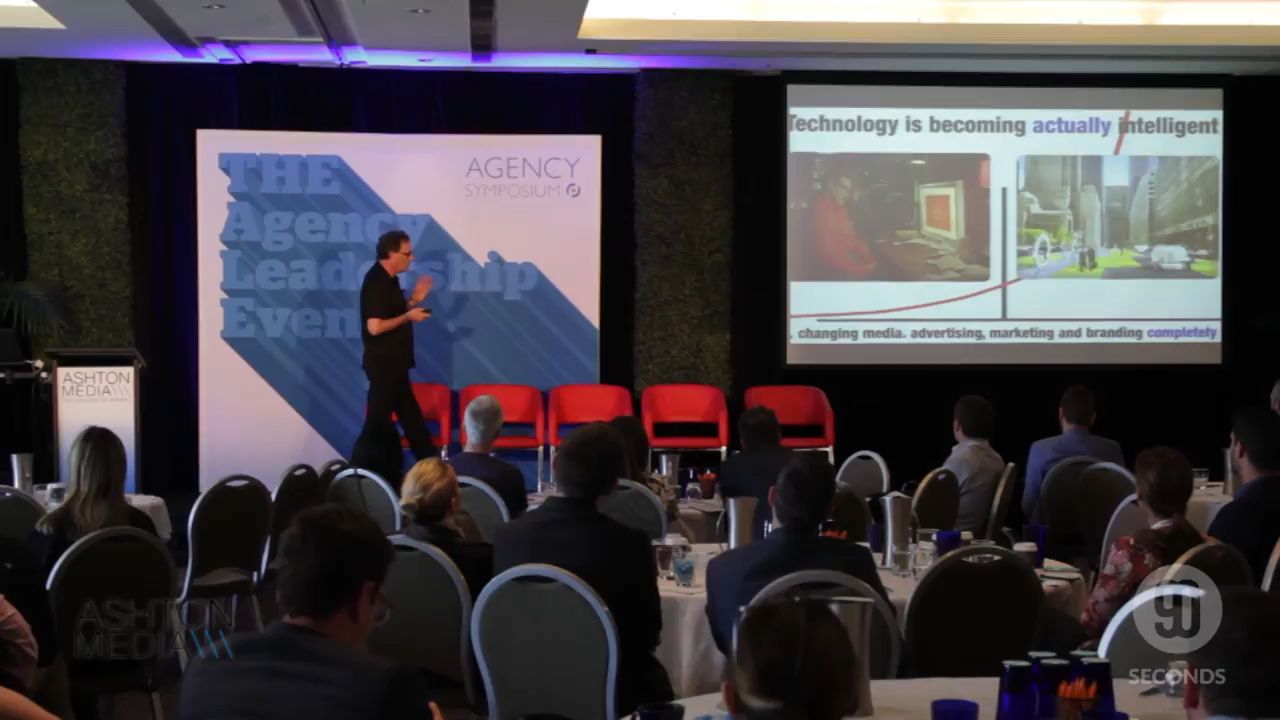 THE
Agency
Leadership
Event
AGENCY
SYMPOSIUM
Technology is becoming actually intelligent
changing media. advertising, marketing and branding completely
ASHTON
MEDIA
ASHTON
MEDIA
90
SECONDS